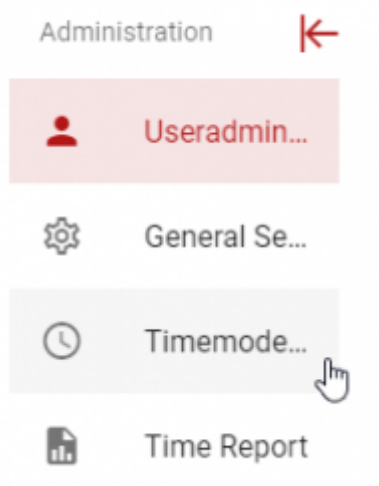 Administration
Useradmin...
General Se...
Timemode...
Time Report